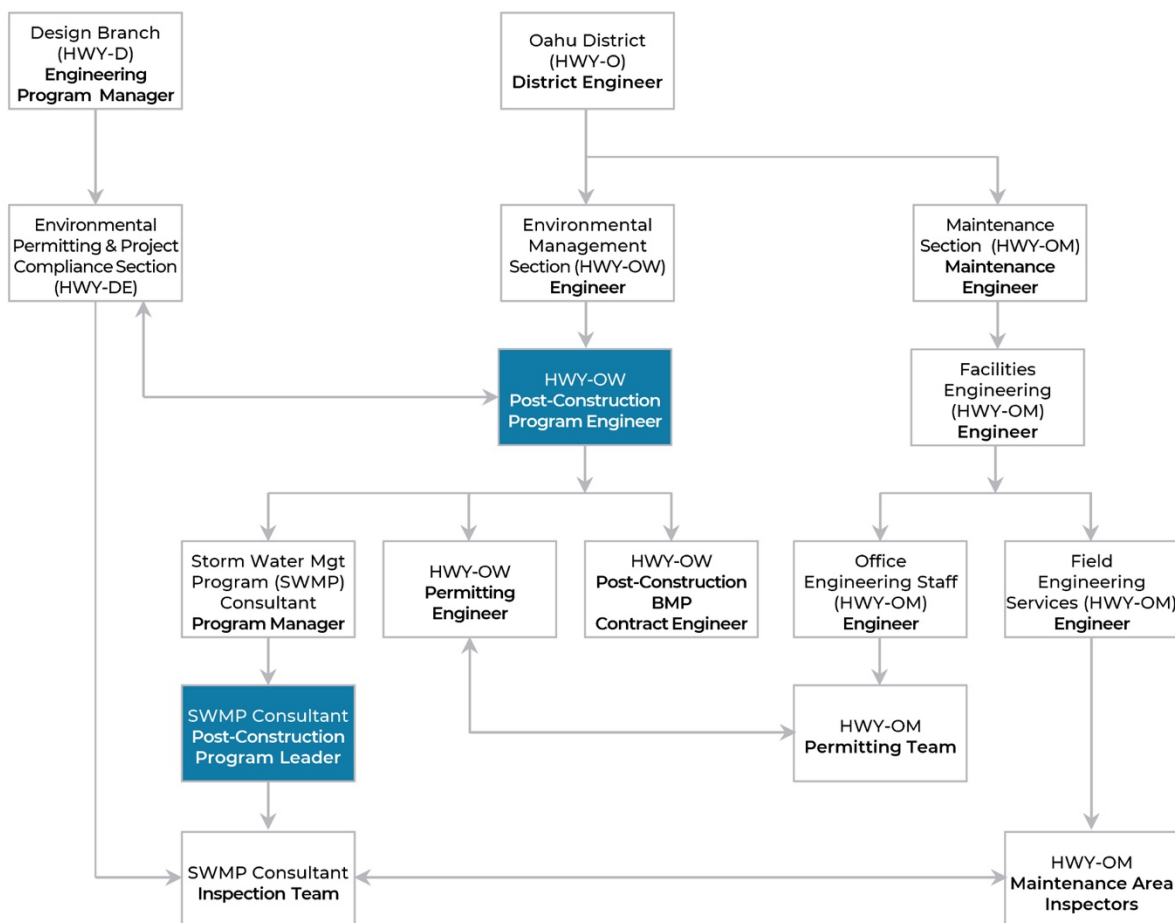 Design Branch
(HWY-D)
Engineering
Program Manager
Oahu District
(HWY-O)
District Engineer
Environmental
Permitting & Project
Compliance Section
(HWY-DE)
Environmental
Management
Section (HWY-OW)
Engineer
Maintenance
Section (HWY-OM)
Maintenance
Engineer
HWY-OW
Post-Construction
Program Engineer
Facilities
Engineering
(HWY-OM)
Engineer
Storm Water Mgt
Program (SWMP)
Consultant
Program Manager
HWY-OW
Permitting
Engineer
HWY-OW
Post-Construction
BMP
Contract Engineer
Office
Engineering Staff
(HWY-OM)
Engineer
Field
Engineering
Services (HWY-OM)
Engineer
SWMP Consultant
Post-Construction
Program Leader
HWY-OM
Permitting Team
SWMP Consultant
Inspection Team
HWY-OM
Maintenance Area
Inspectors